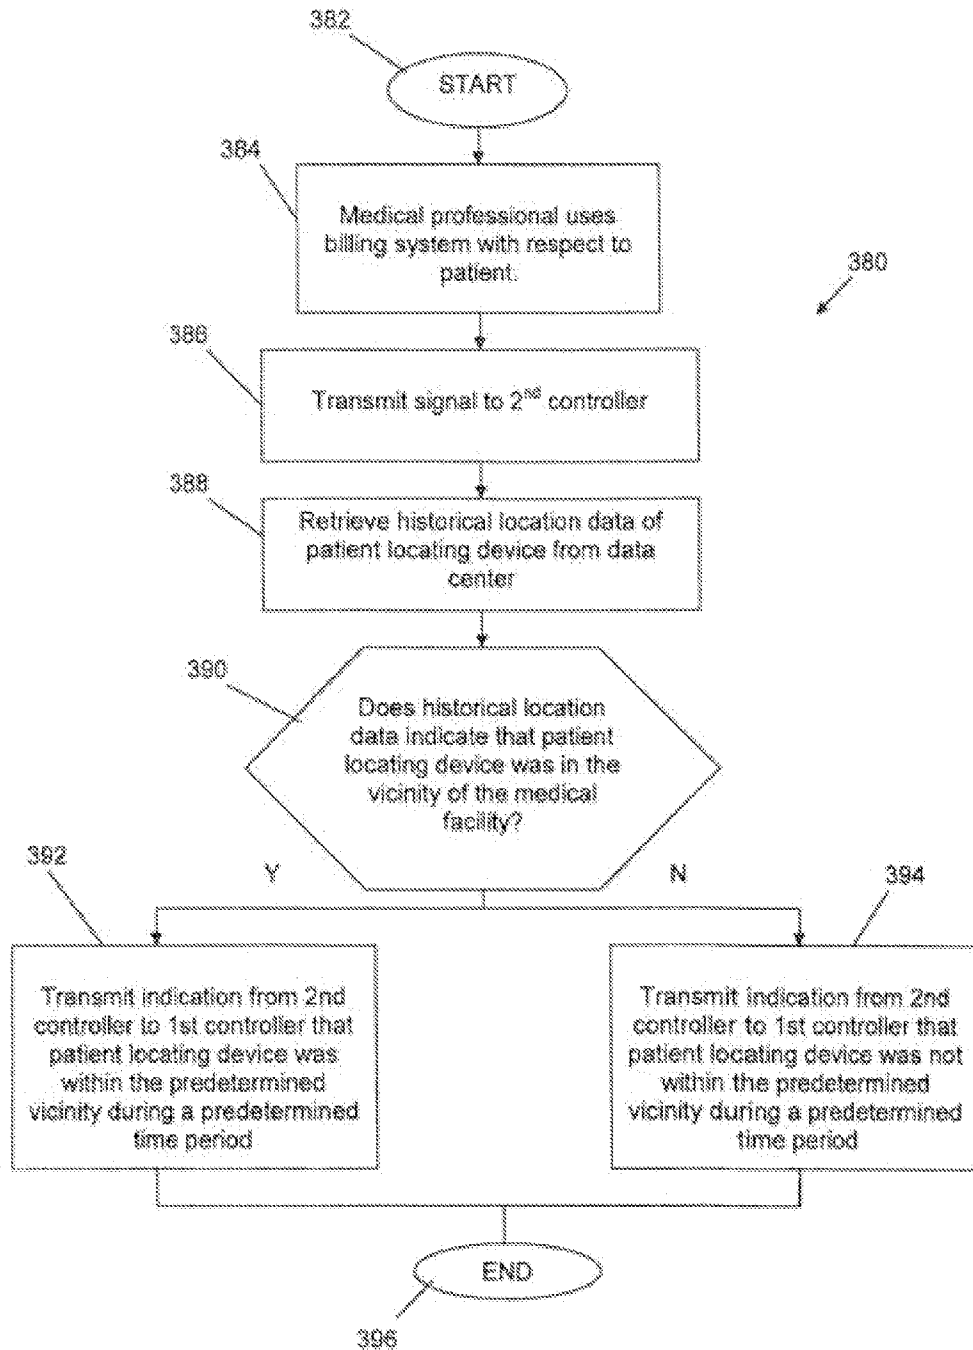 382
START
384
Medical professional uses
billing system with respect to
patient.
380
386
Transmit signal to 2nd controller
388
Retrieve historical location data of
patient locating device from data
center
390
Does historical location
data indicate that patient
locating device was in the
vicinity of the medical
facility?
392
Y
N
394
Transmit indication from 2nd
controller to 1st controller that
patient locating device was
within the predetermined
vicinity during a predetermined
time period
Transmit indication from 2nd
controller to 1st controller that
patient locating device was not
within the predetermined
vicinity during a predetermined
time period
END
396